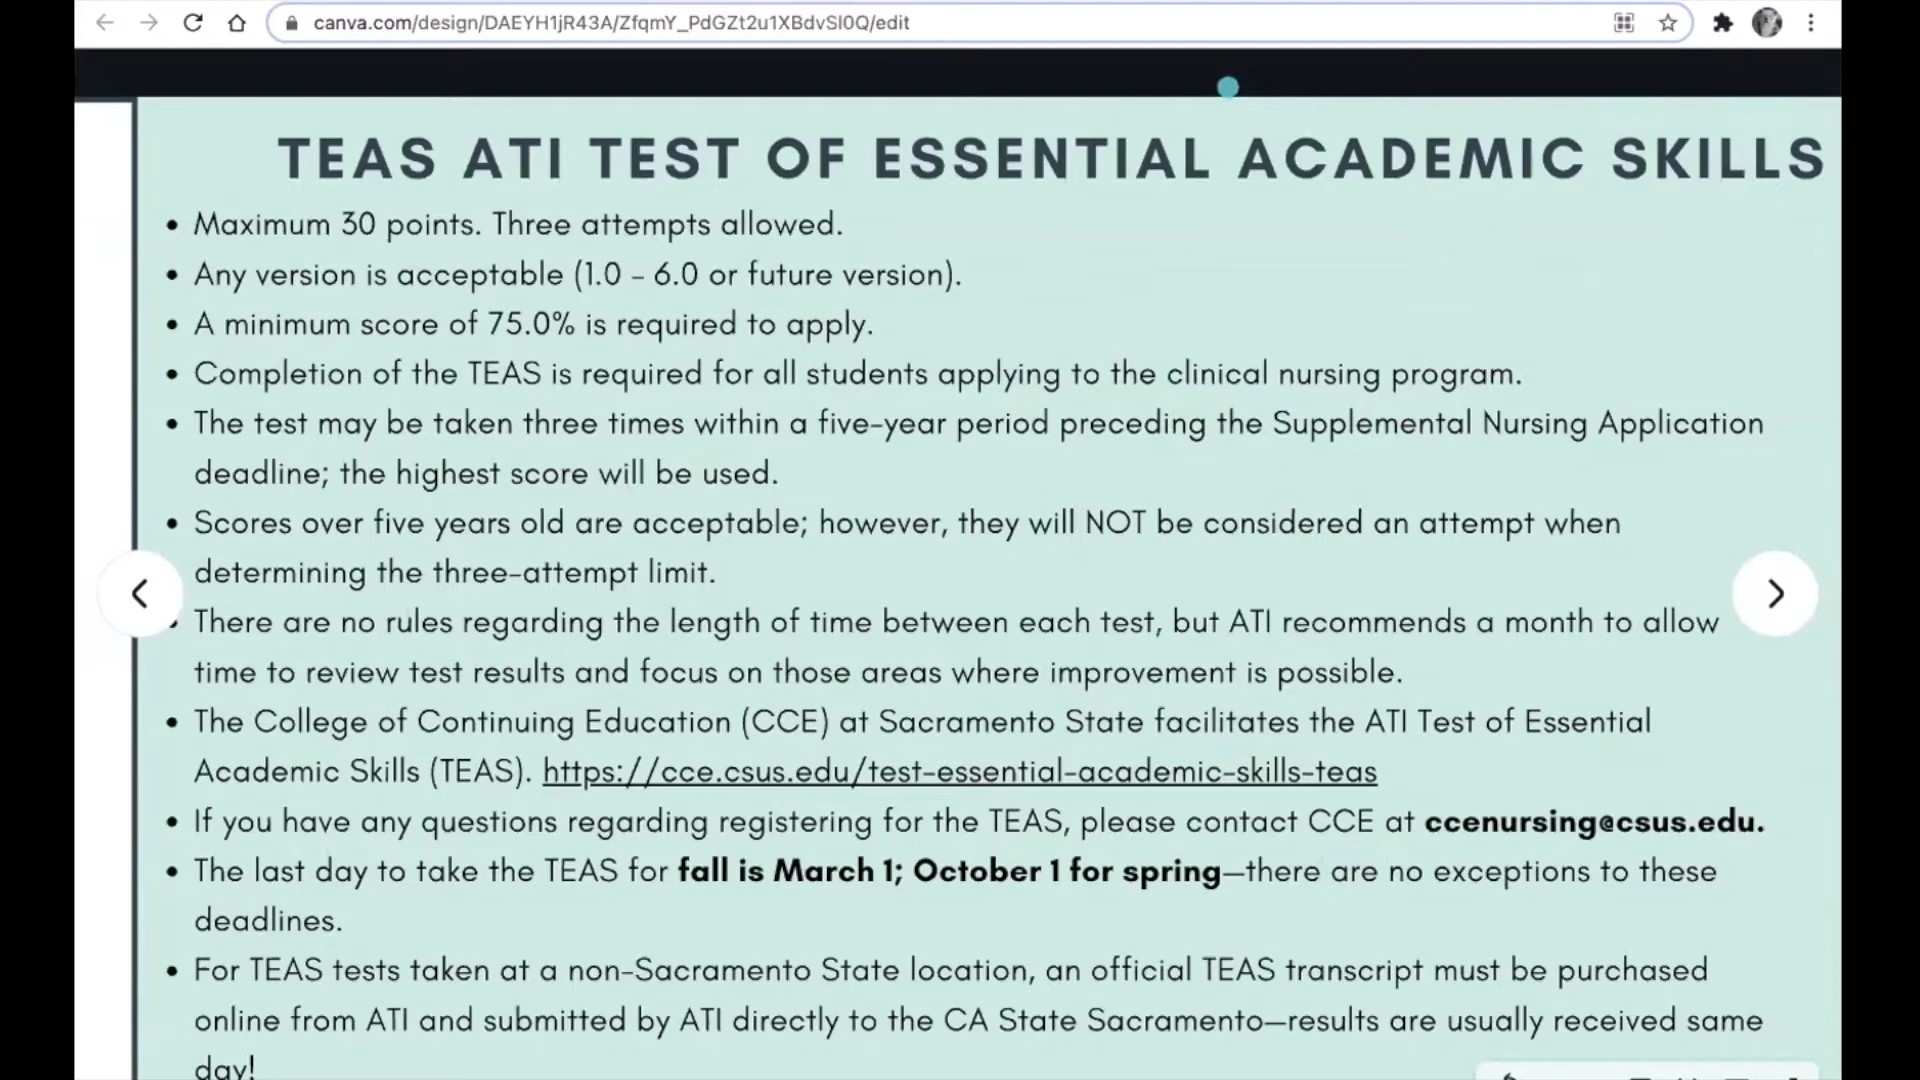 canva.com/design/DAEYH1jR43A/ZfqmY_PdGZt2u1XBdvSl0Q/edit
TEAS ATI TEST OF ESSENTIAL ACADEMIC SKILLS
• Maximum 30 points. Three attempts allowed.
• Any version is acceptable (1.0 - 6.0 or future version).
• A minimum score of 75.0% is required to apply.
• Completion of the TEAS is required for all students applying to the clinical nursing program.
• The test may be taken three times within a five-year period preceding the Supplemental Nursing Application
deadline; the highest score will be used.
• Scores over five years old are acceptable; however, they will NOT be considered an attempt when
determining the three-attempt limit.
• There are no rules regarding the length of time between each test, but ATI recommends a month to allow
time to review test results and focus on those areas where improvement is possible.
• The College of Continuing Education (CCE) at Sacramento State facilitates the ATI Test of Essential
Academic Skills (TEAS). https://cce.csus.edu/test-essential-academic-skills-teas
• If you have any questions regarding registering for the TEAS, please contact CCE at ccenursing@csus.edu.
• The last day to take the TEAS for fall is March 1; October 1 for spring—there are no exceptions to these
deadlines.
• For TEAS tests taken at a non-Sacramento State location, an official TEAS transcript must be purchased
online from ATI and submitted by ATI directly to the CA State Sacramento—results are usually received same
day!